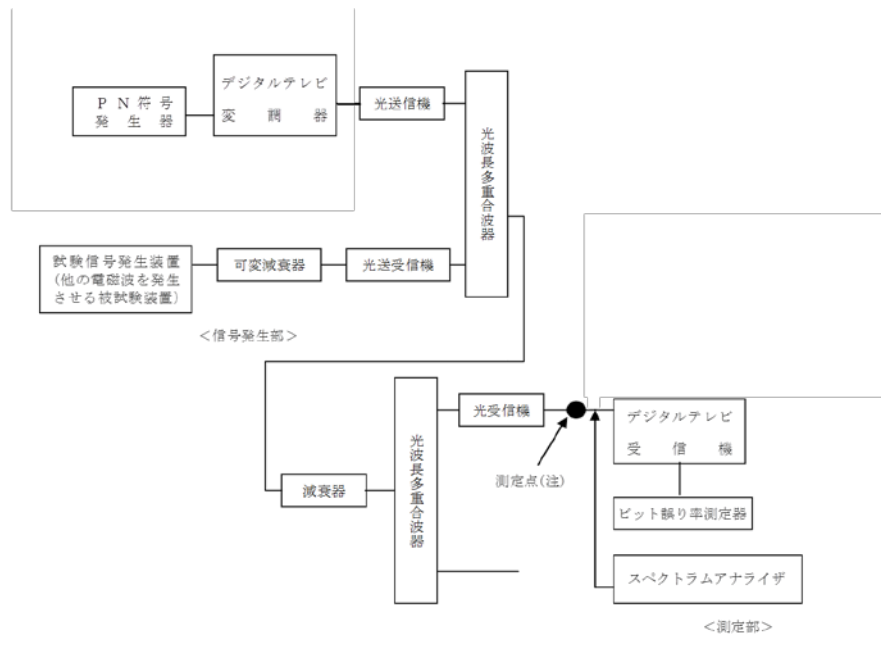 ＰＮ符号
発生器
デジタルテレビ
変調器
光送信機
光波長多重合波器
試験信号発生装置
(他の電磁波を発生
させる被試験装置)
可変減衰器
光送受信機
＜信号発生部＞
減衰器
光波長多重合波器
光受信機
測定点(注)
デジタルテレビ
受信機
ビット誤り率測定器
スペクトラムアナライザ
＜測定部＞